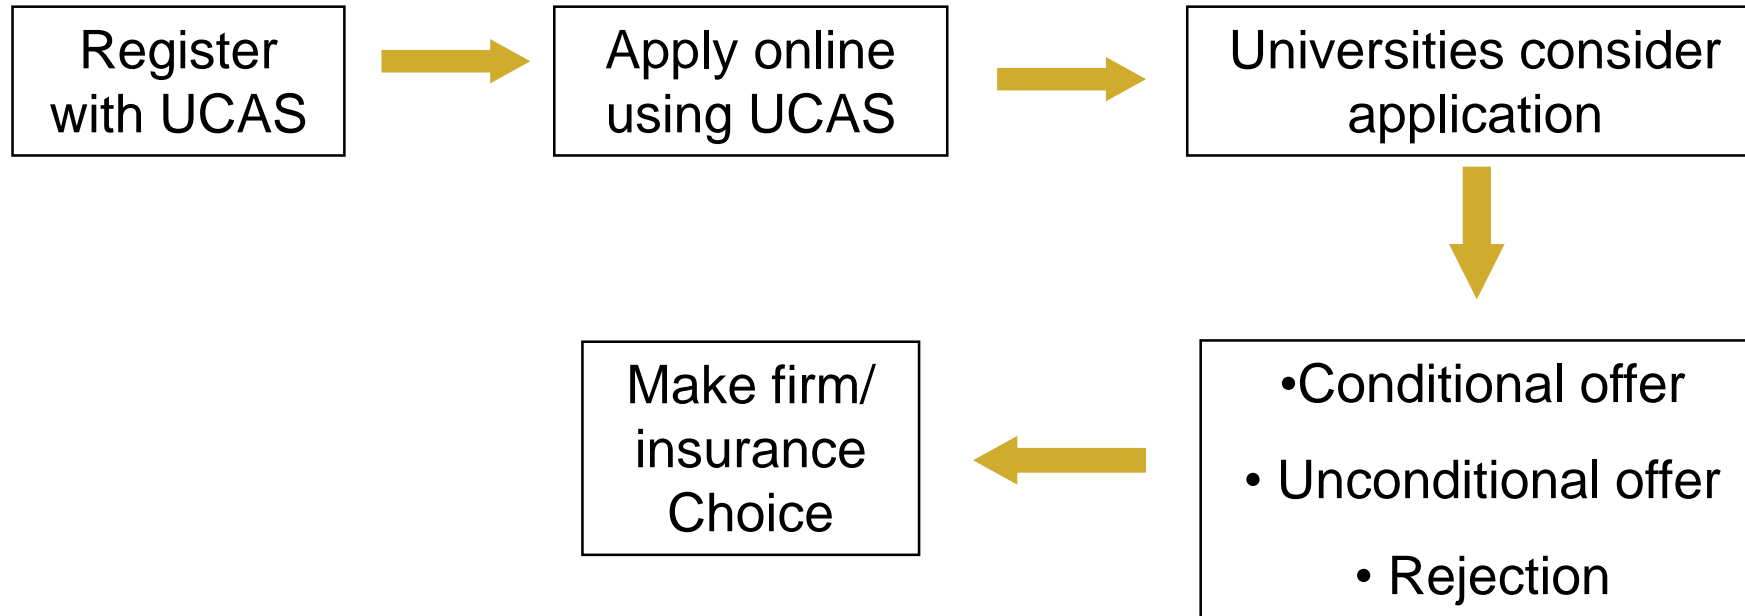 Register
with UCAS
Apply online
using UCAS
Universities consider
application
•Conditional offer
• Unconditional offer
• Rejection
Make firm/
insurance
Choice